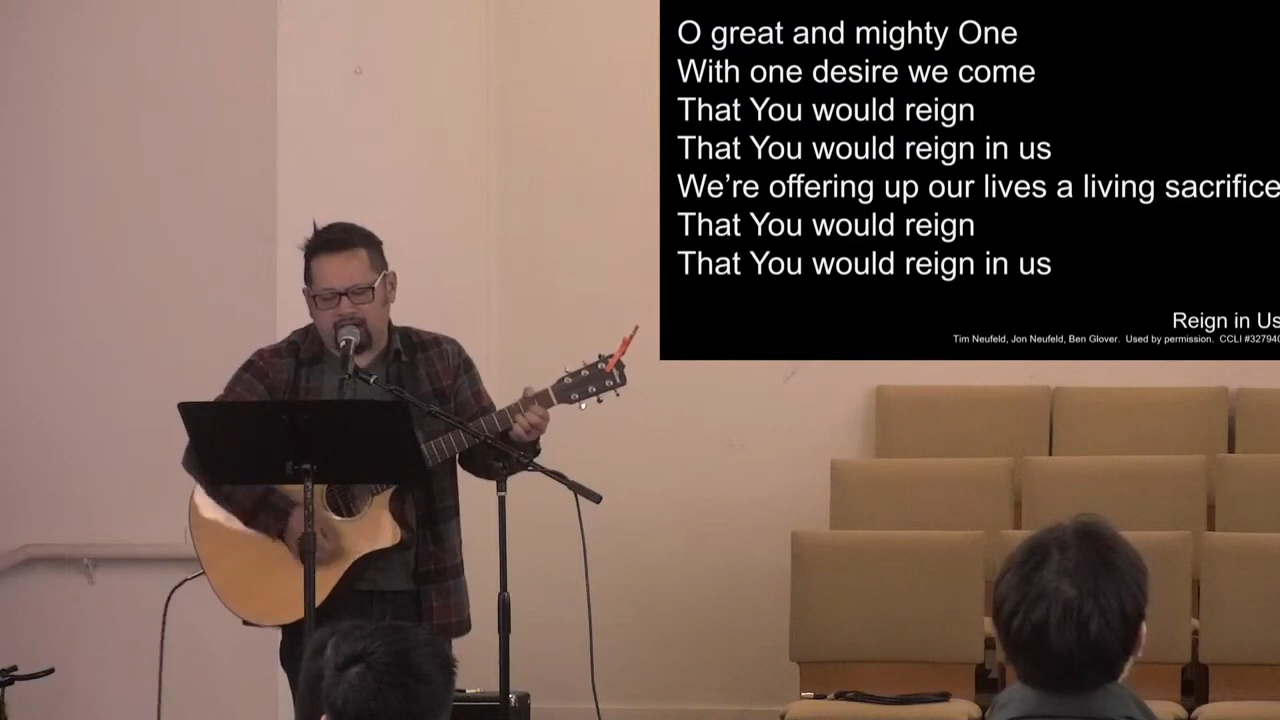 O great and mighty One
With one desire we come
That You would reign
That You would reign in us
We're offering up our lives a living sacrifice
That You would reign
That You would reign in us
Reign in Us
Tim Neufeld, Jon Neufeld, Ben Glover. Used by permission. CCLI #327940